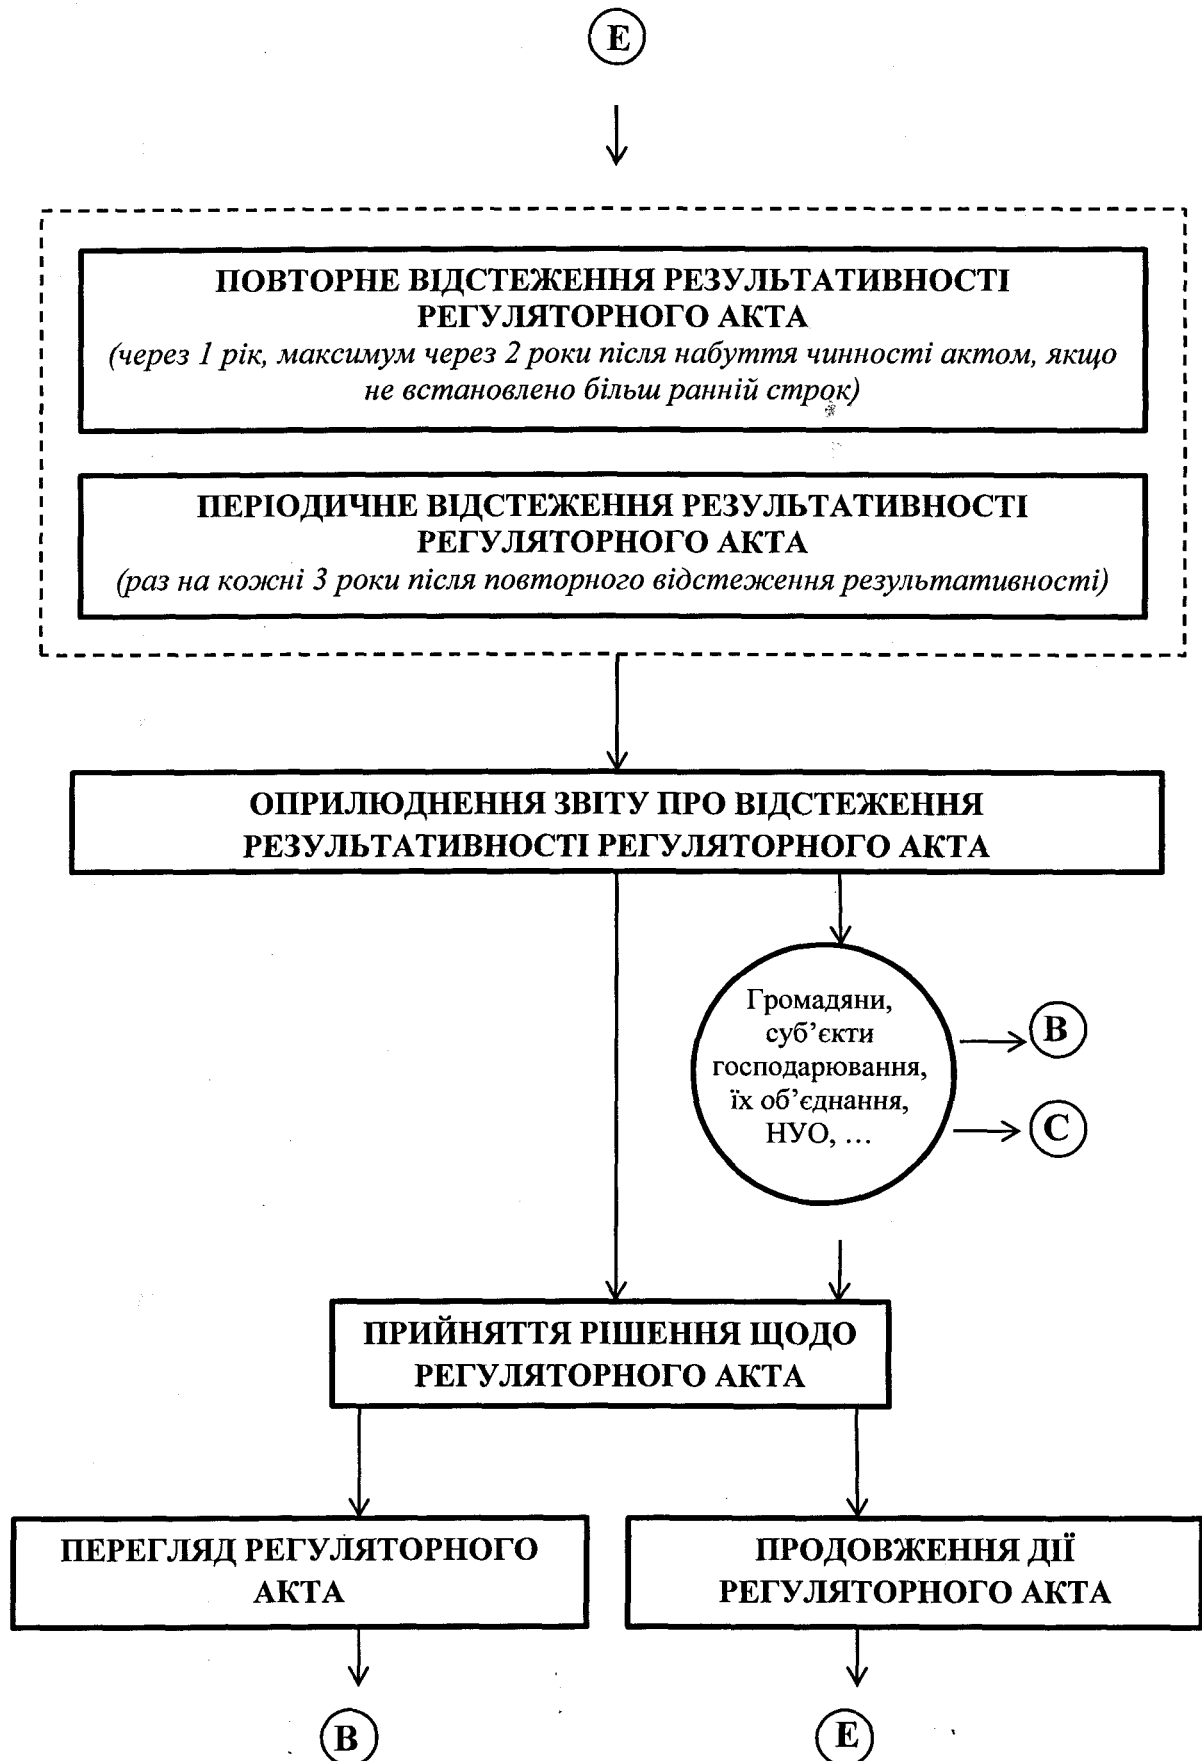 Е
ПОВТОРНЕ ВІДСТЕЖЕННЯ РЕЗУЛЬТАТИВНОСТІ
РЕГУЛЯТОРНОГО АКТА
(через 1 рік, максимум через 2 роки після набуття чинності актом, якщо
не встановлено більш ранній строк)
ПЕРІОДИЧНЕ ВІДСТЕЖЕННЯ РЕЗУЛЬТАТИВНОСТІ
РЕГУЛЯТОРНОГО АКТА
(раз на кожні 3 роки після повторного відстеження результативності)
ОПРИЛЮДНЕННЯ ЗВІТУ ПРО ВІДСТЕЖЕННЯ
РЕЗУЛЬТАТИВНОСТІ РЕГУЛЯТОРНОГО АКТА
Громадяни,
суб’єкти
господарювання,
їх об’єднання,
НУО, ...
В
С
ПРИЙНЯТТЯ РІШЕННЯ ЩОДО
РЕГУЛЯТОРНОГО АКТА
ПЕРЕГЛЯД РЕГУЛЯТОРНОГО
АКТА
ПРОДОВЖЕННЯ ДІЇ
РЕГУЛЯТОРНОГО АКТА
В
Е